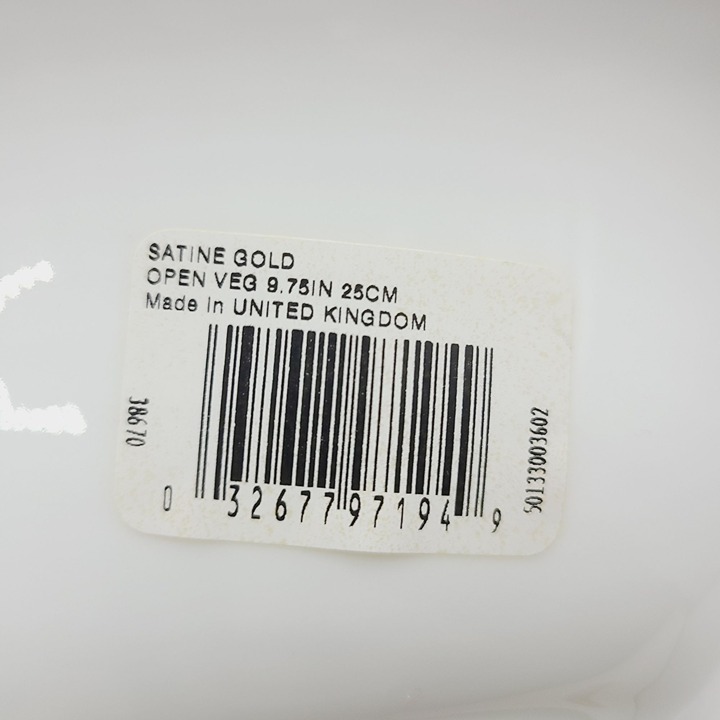 SATINE GOLD
OPEN VEG 9.75IN 25CM
Made in UNITED KINGDOM
38670
50133003602
0 32677 97194 9